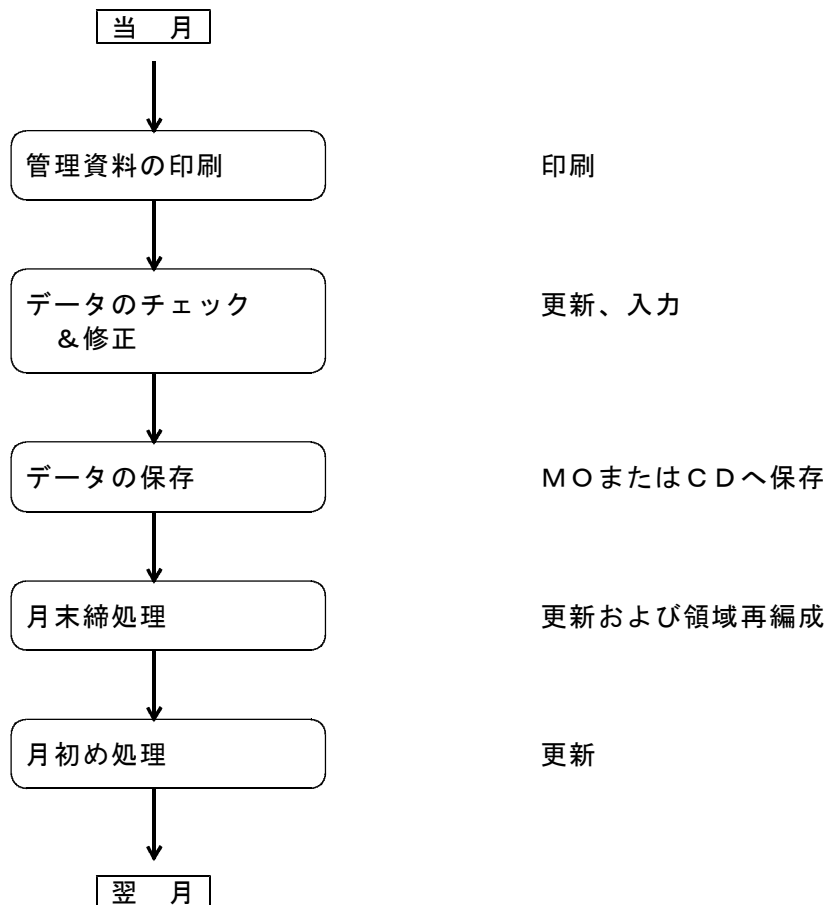 当　月
管理資料の印刷
印刷
データのチェック
＆修正
更新、入力
データの保存
ＭＯまたはＣＤへ保存
月末締処理
更新および領域再編成
月初め処理
更新
翌　月